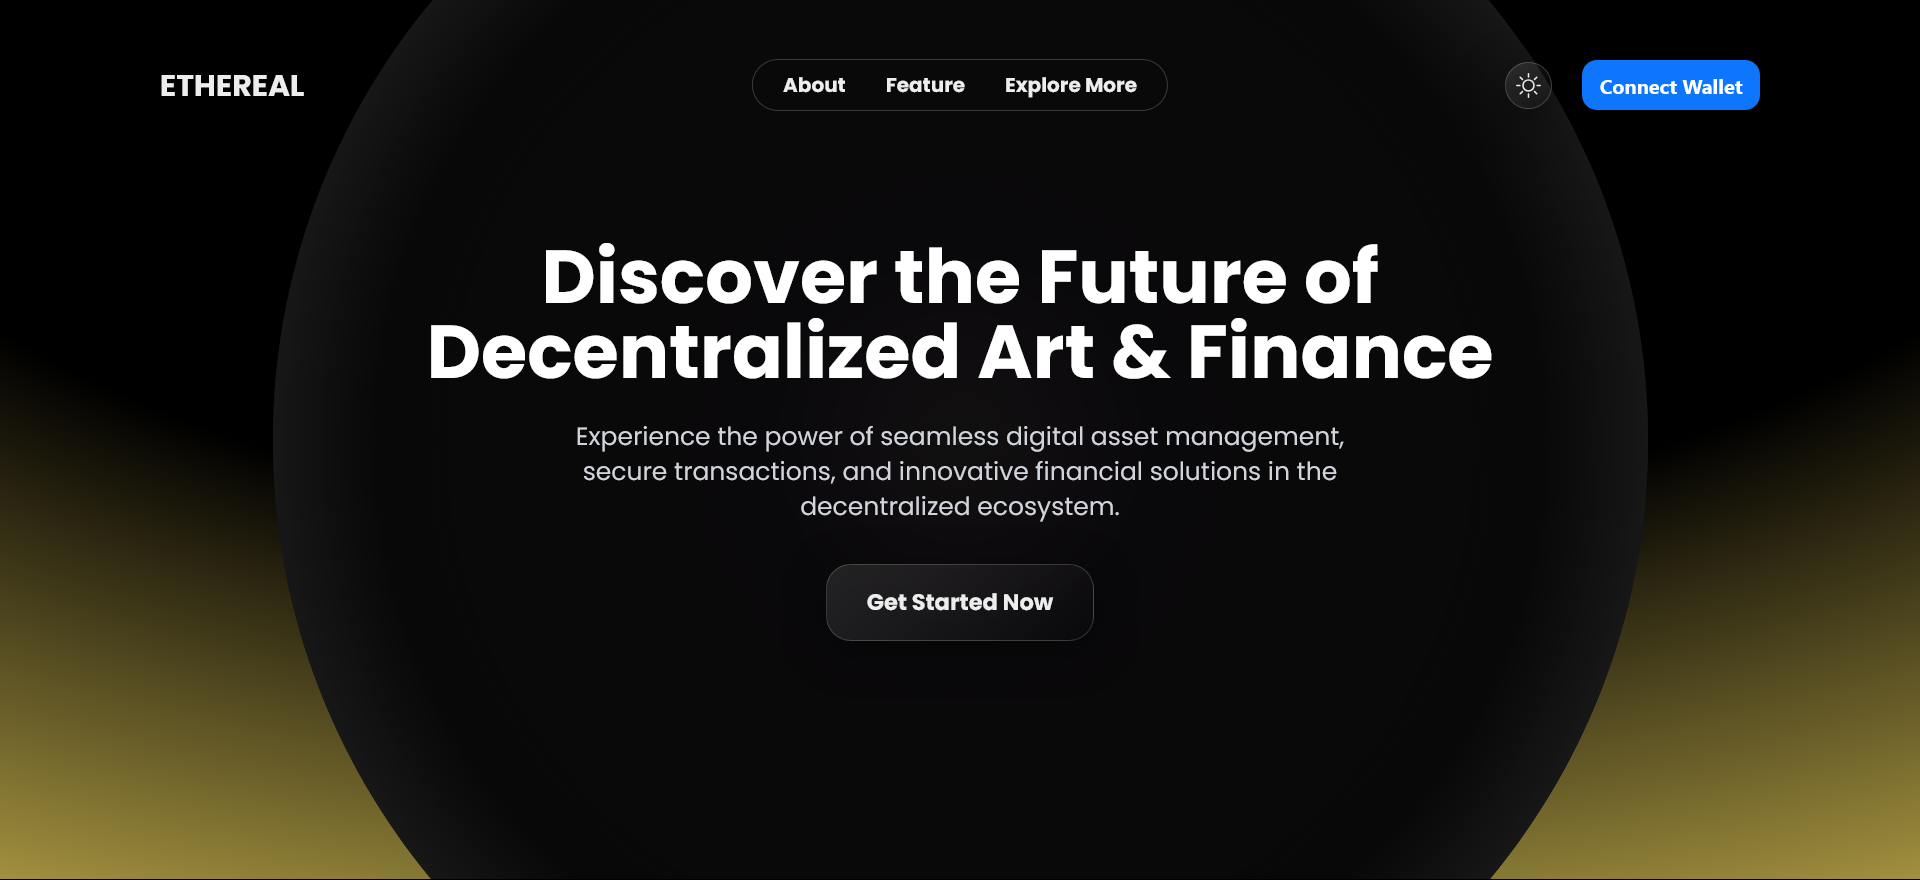 ETHEREAL
About Feature Explore More
Connect Wallet
Discover the Future of
Decentralized Art & Finance
Experience the power of seamless digital asset management,
secure transactions, and innovative financial solutions in the
decentralized ecosystem.
Get Started Now